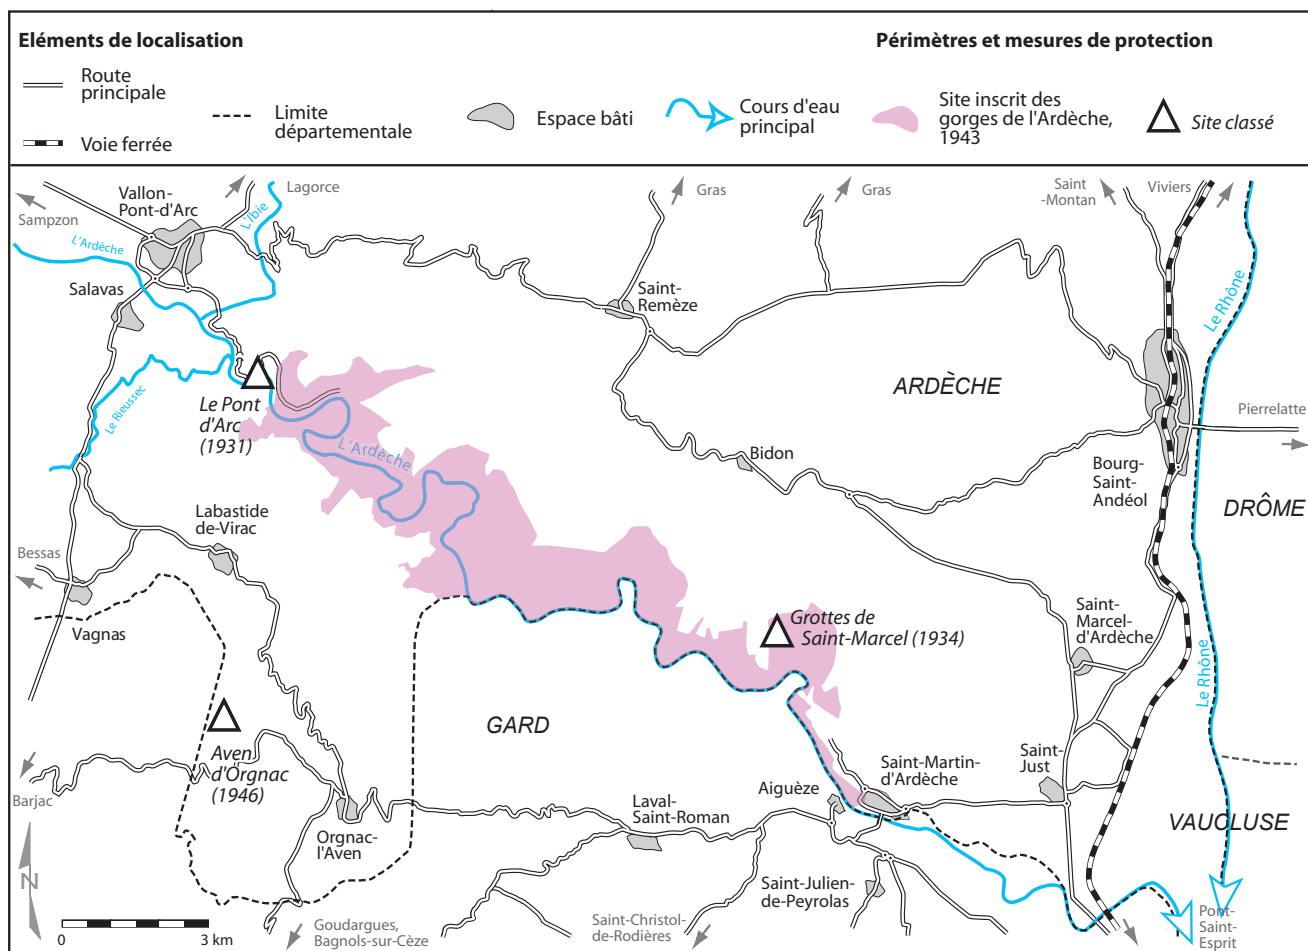 Eléments de localisation
Périmètres et mesures de protection
Route
principale
Voie ferrée
Limite
départementale
Espace bâti
Cours d'eau
principal
Site inscrit des
gorges de l'Ardèche,
1943
Site classé
Sampzon
Vallon-
Pont-d'Arc
Lagorce
L'Ibie
L'Ardèche
Salavas
Gras
Gras
Saint
-Montan
Viviers
Le Rhône
Saint-
Remèze
ARDÈCHE
Le Pont
d'Arc
(1931)
Le Rieussec
L'Ardèche
Pierrelatte
Bidon
Bourg-
Saint-
Andéol
DRÔME
Labastide
de-Virac
Bessas
Vagnas
Grottes de
Saint-Marcel (1934)
Saint-
Marcel-
d'Ardèche
Le Rhône
GARD
Aven
d'Orgnac
(1946)
Barjac
Saint-Martin-
d'Ardèche
Saint-
Just
Aiguèze
Laval-
Saint-Roman
Orgnac-
l'Aven
VAUCLUSE
Saint-Julien-
de-Peyrolas
N
0
3 km
Goudargues,
Bagnols-sur-Cèze
Saint-Christol-
de-Rodières
Pont-
Saint-
Esprit